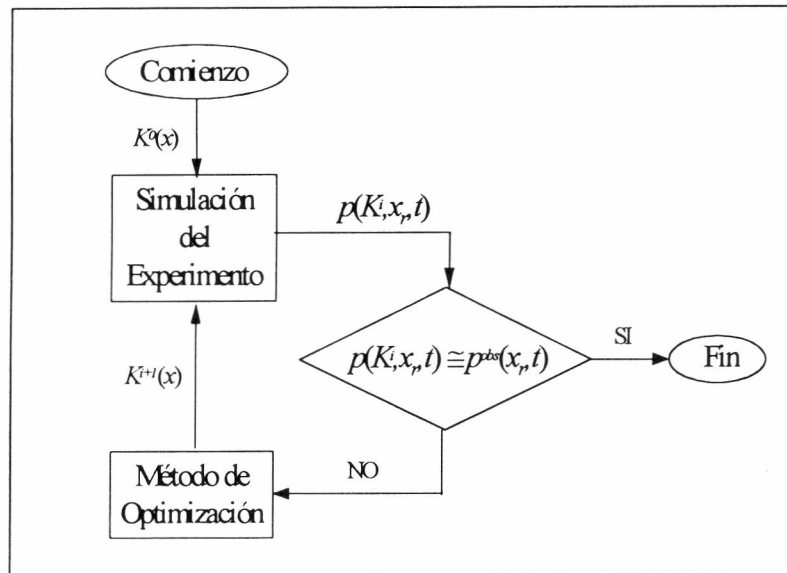 Comienzo
K⁰(x)
Simulación
del
Experimento
p(Kⁱ,xᵣ,t)
p(Kⁱ,xᵣ,t) ≅ pᵒᵇˢ(xᵣ,t)
SI
Fin
Kⁱ⁺¹(x)
NO
Método de
Optimización